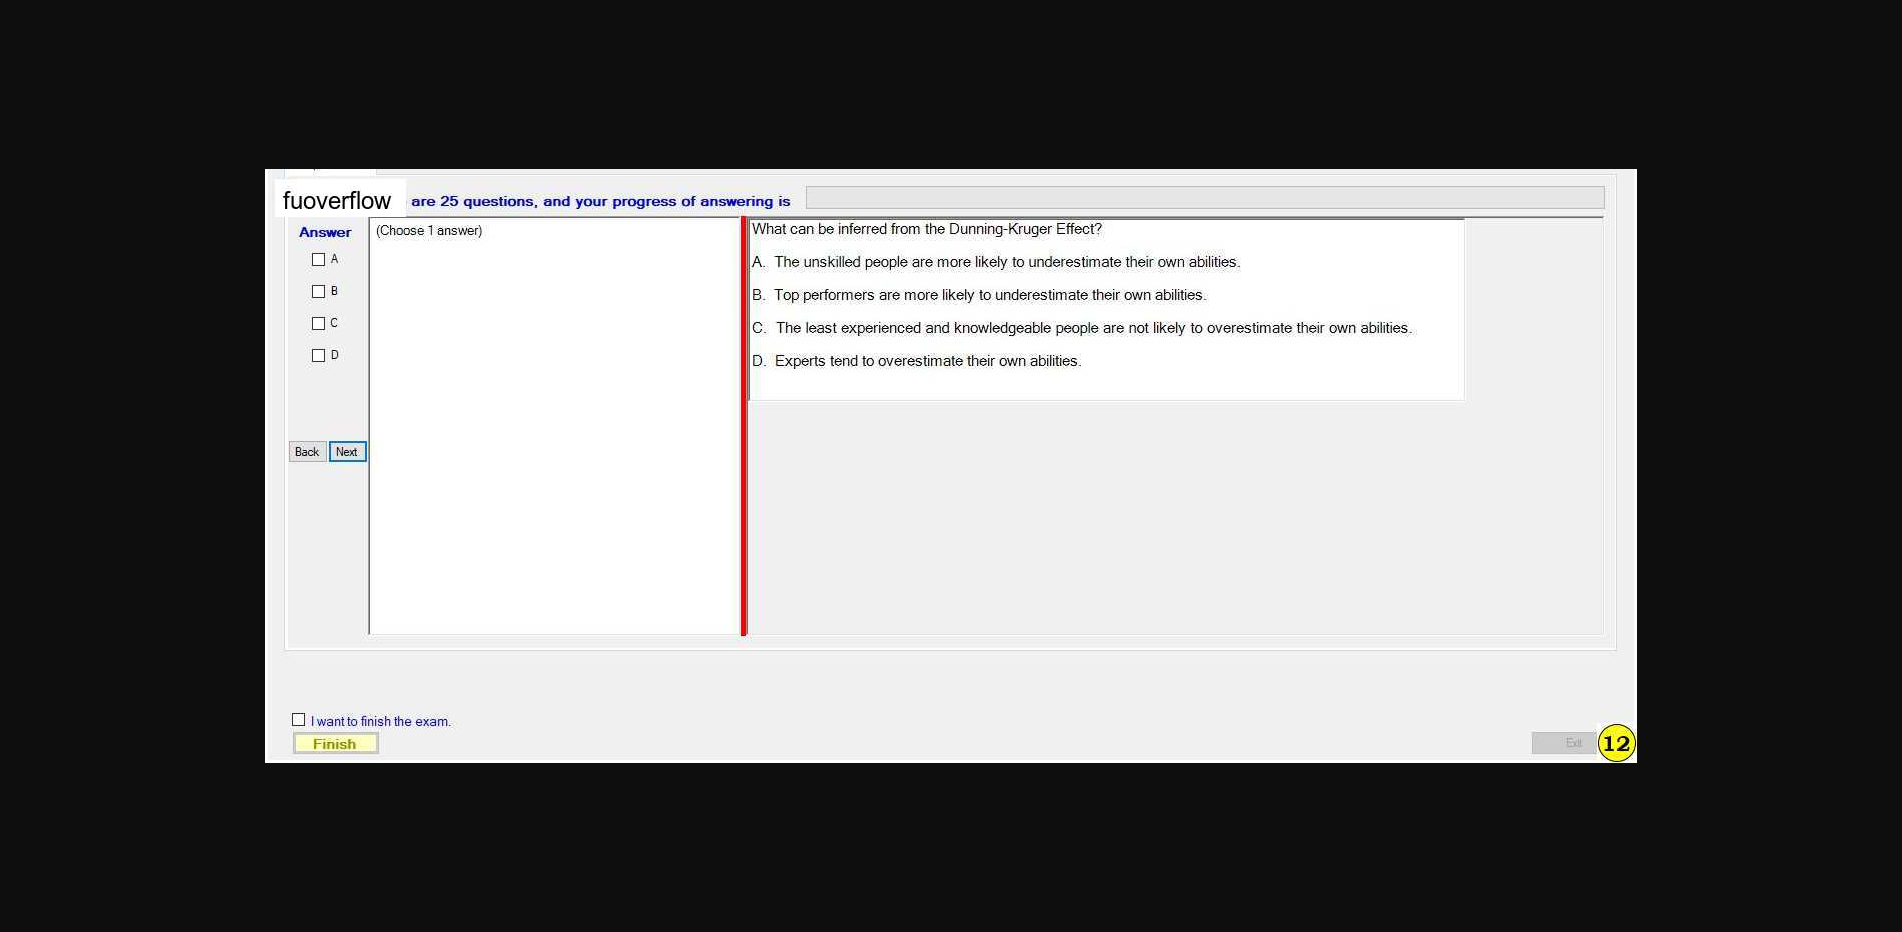 fuoverflow are 25 questions, and your progress of answering is
Answer
A
B
C
D
Back Next
(Choose 1 answer)
What can be inferred from the Dunning-Kruger Effect?
A. The unskilled people are more likely to underestimate their own abilities.
B. Top performers are more likely to underestimate their own abilities.
C. The least experienced and knowledgeable people are not likely to overestimate their own abilities.
D. Experts tend to overestimate their own abilities.
I want to finish the exam.
Finish
Exit
12